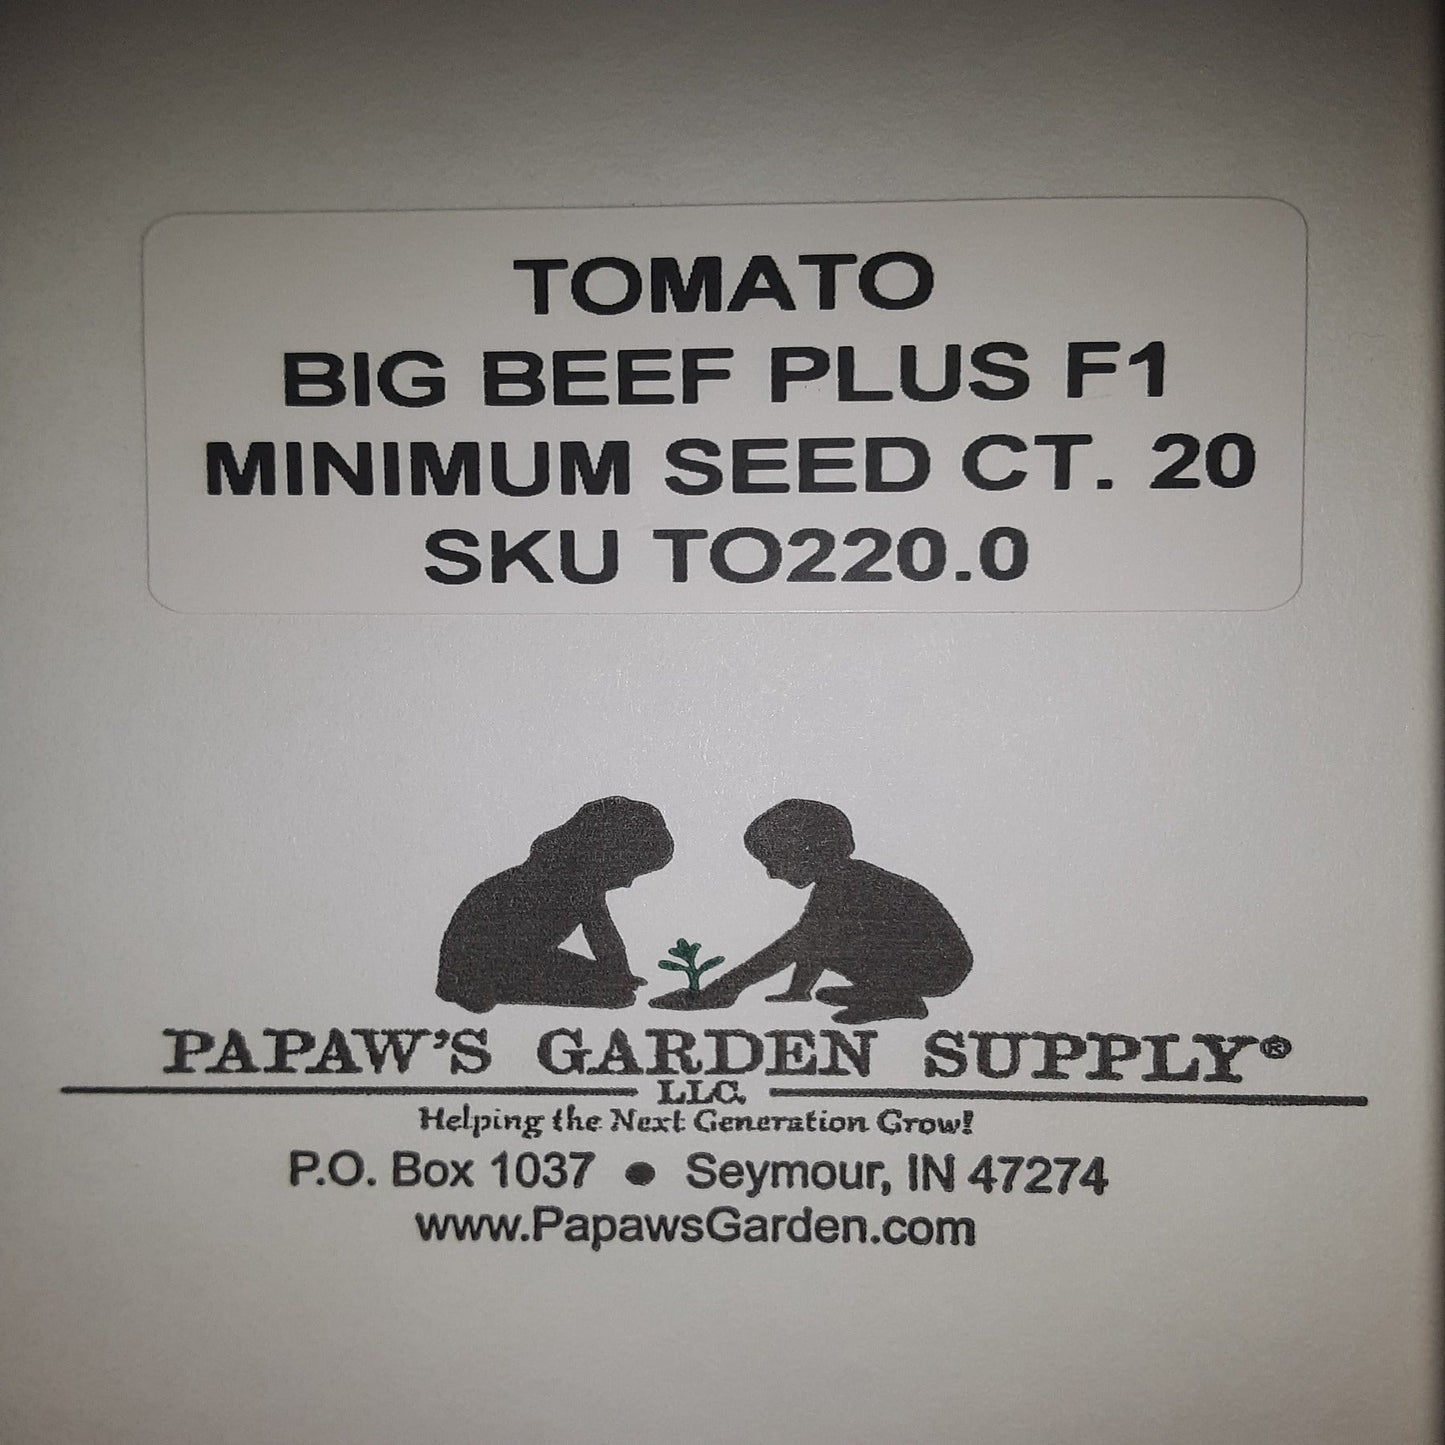 TOMATO
BIG BEEF PLUS F1
MINIMUM SEED CT. 20
SKU TO220.0
PAPAW'S GARDEN SUPPLY®
LLC.
Helping the Next Generation Grow!
P.O. Box 1037 ● Seymour, IN 47274
www.PapawsGarden.com